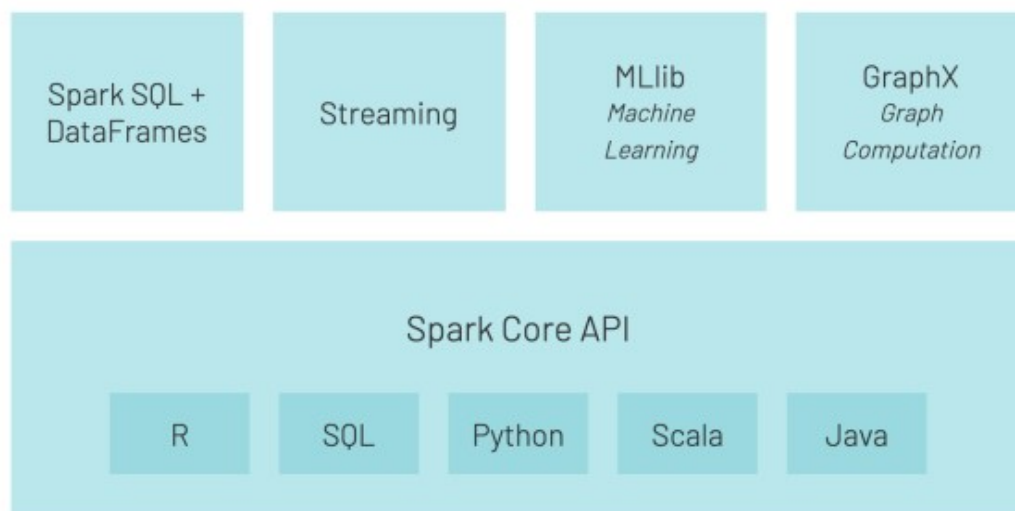 Spark SQL +
DataFrames
Streaming
MLlib
Machine
Learning
GraphX
Graph
Computation
Spark Core API
R
SQL
Python
Scala
Java